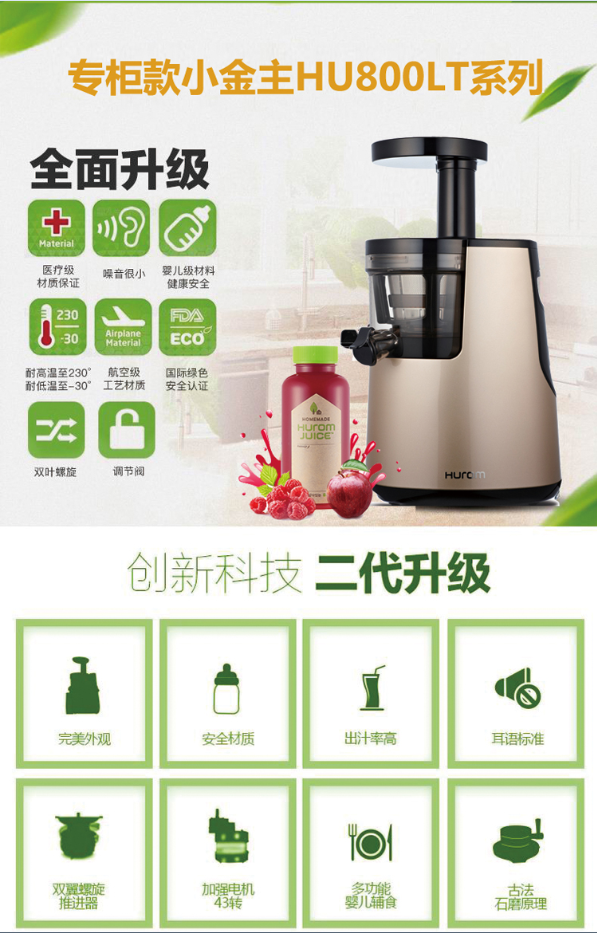 专柜款小金主HU800LT系列
全面升级
Material
医疗级
材质保证
噪音很小
婴儿级材料
健康安全
230
-30
耐高温至230°
耐低温至-30°
Airplane
Material
航空级
工艺材质
FDA
ECO
国际绿色
安全认证
双叶螺旋
调节阀
HOMEMADE
HUROM
JUICE
HUROM
创新科技 二代升级
完美外观
安全材质
出汁率高
耳语标准
双翼螺旋
推进器
加强电机
43转
多功能
婴儿辅食
古法
石磨原理